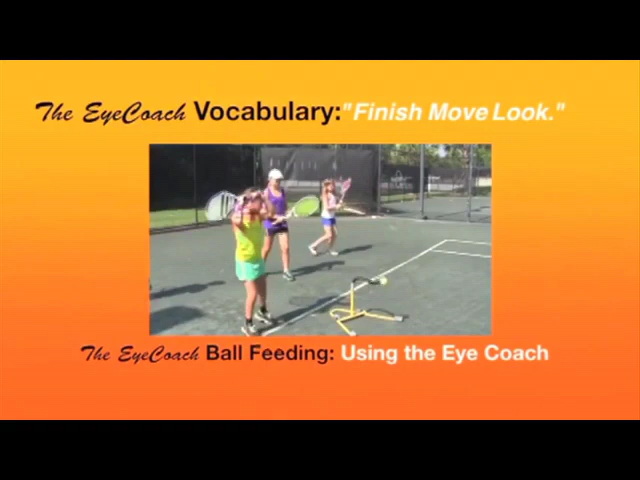 The EyeCoach Vocabulary: "Finish Move Look."
The EyeCoach Ball Feeding: Using the Eye Coach